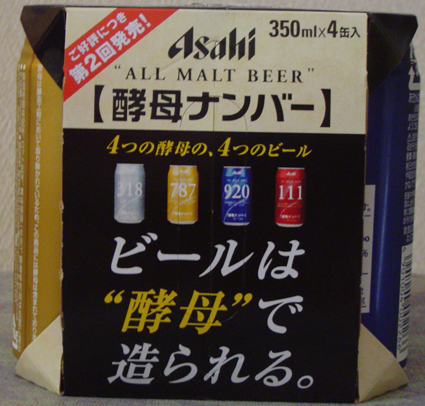 ご好評につき
第2回発売!
Asahi
350ml×4缶入
"ALL MALT BEER"
【酵母ナンバー】
4つの酵母の、4つのビール
318
787
920
111
ビールは
"酵母"で
造られる。